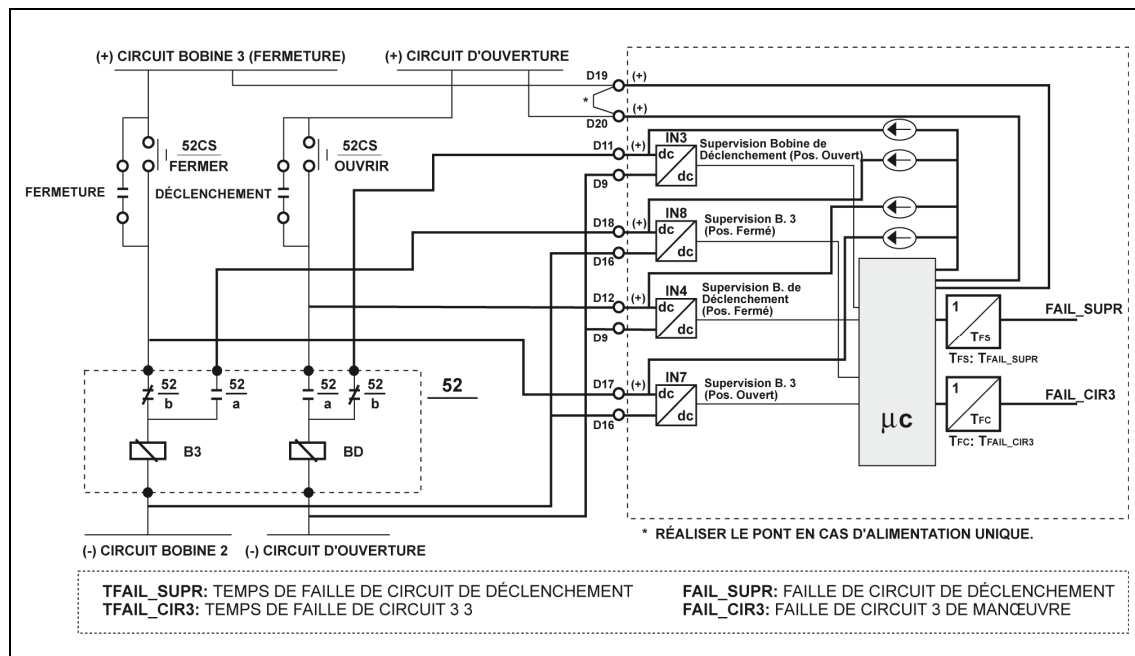 (+) CIRCUIT BOBINE 3 (FERMETURE)
(+) CIRCUIT D'OUVERTURE
D19
(+)
*
D20
(+)
52CS
FERMER
52CS
OUVRIR
FERMETURE
DÉCLENCHEMENT
D11
(+)
IN3
dc
dc
Supervision Bobine de
Déclenchement (Pos. Ouvert)
D9
D18
(+)
IN8
dc
dc
Supervision B. 3
(Pos. Fermé)
D16
D12
(+)
IN4
dc
dc
Supervision B. de
Déclenchement
(Pos. Fermé)
D9
D17
(+)
IN7
dc
dc
Supervision B. 3
(Pos. Ouvert)
D16
µc
1
TFS
FAIL_SUPR
TFS: TFAIL_SUPR
1
TFC
FAIL_CIR3
TFC: TFAIL_CIR3
52
b
52
a
52
a
52
b
52
B3
BD
(-) CIRCUIT BOBINE 2
(-) CIRCUIT D'OUVERTURE
* RÉALISER LE PONT EN CAS D'ALIMENTATION UNIQUE.
TFAIL_SUPR: TEMPS DE FAILLE DE CIRCUIT DE DÉCLENCHEMENT
FAIL_SUPR: FAILLE DE CIRCUIT DE DÉCLENCHEMENT
TFAIL_CIR3: TEMPS DE FAILLE DE CIRCUIT 3 3
FAIL_CIR3: FAILLE DE CIRCUIT 3 DE MANŒUVRE